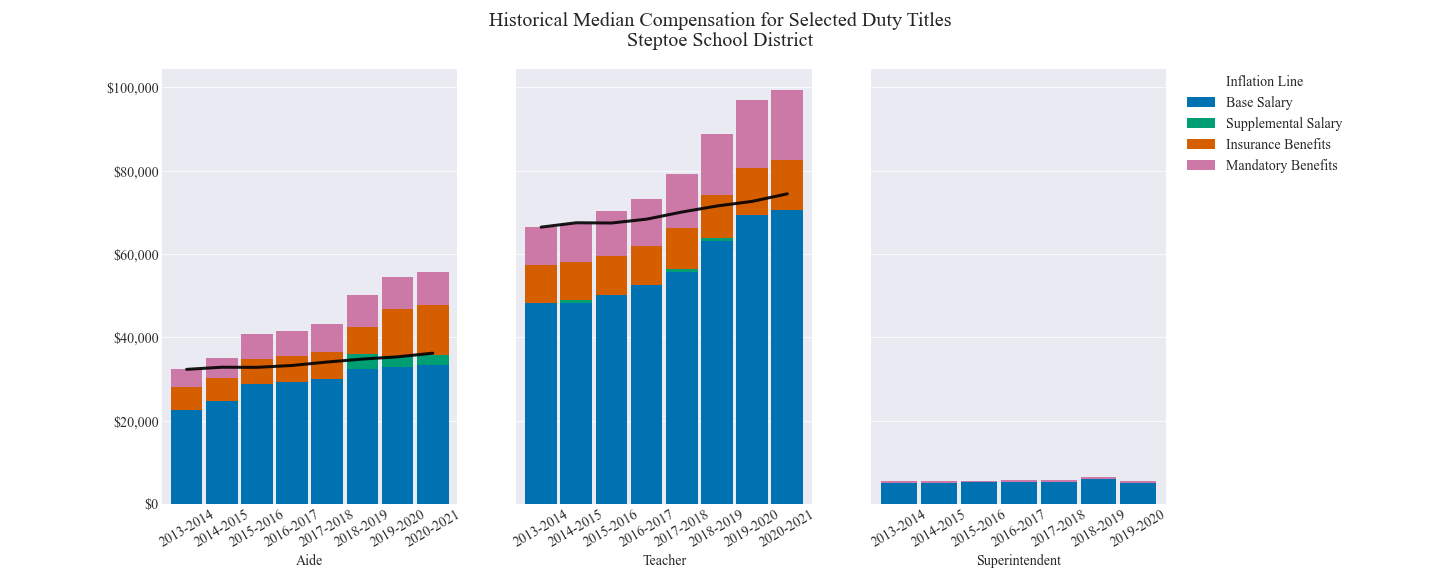 Historical Median Compensation for Selected Duty Titles
Steptoe School District
$100,000
$80,000
$60,000
$40,000
$20,000
$0
2013-2014
2014-2015
2015-2016
2016-2017
2017-2018
2018-2019
2019-2020
2020-2021
Aide
2013-2014
2014-2015
2015-2016
2016-2017
2017-2018
2018-2019
2019-2020
2020-2021
Teacher
2013-2014
2014-2015
2015-2016
2016-2017
2017-2018
2018-2019
2019-2020
Superintendent
Inflation Line
Base Salary
Supplemental Salary
Insurance Benefits
Mandatory Benefits